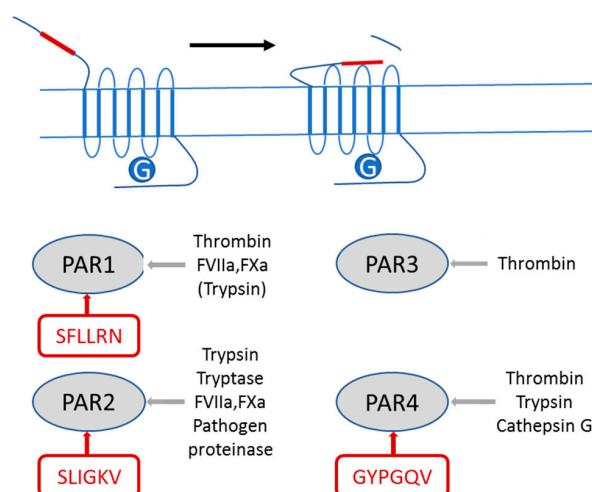 G
G
PAR1
Thrombin
FVIIa,FXa
(Trypsin)
SFLLRN
PAR3
Thrombin
PAR2
Trypsin
Tryptase
FVIIa,FXa
Pathogen
proteinase
SLIGKV
PAR4
Thrombin
Trypsin
Cathepsin G
GYPGQV